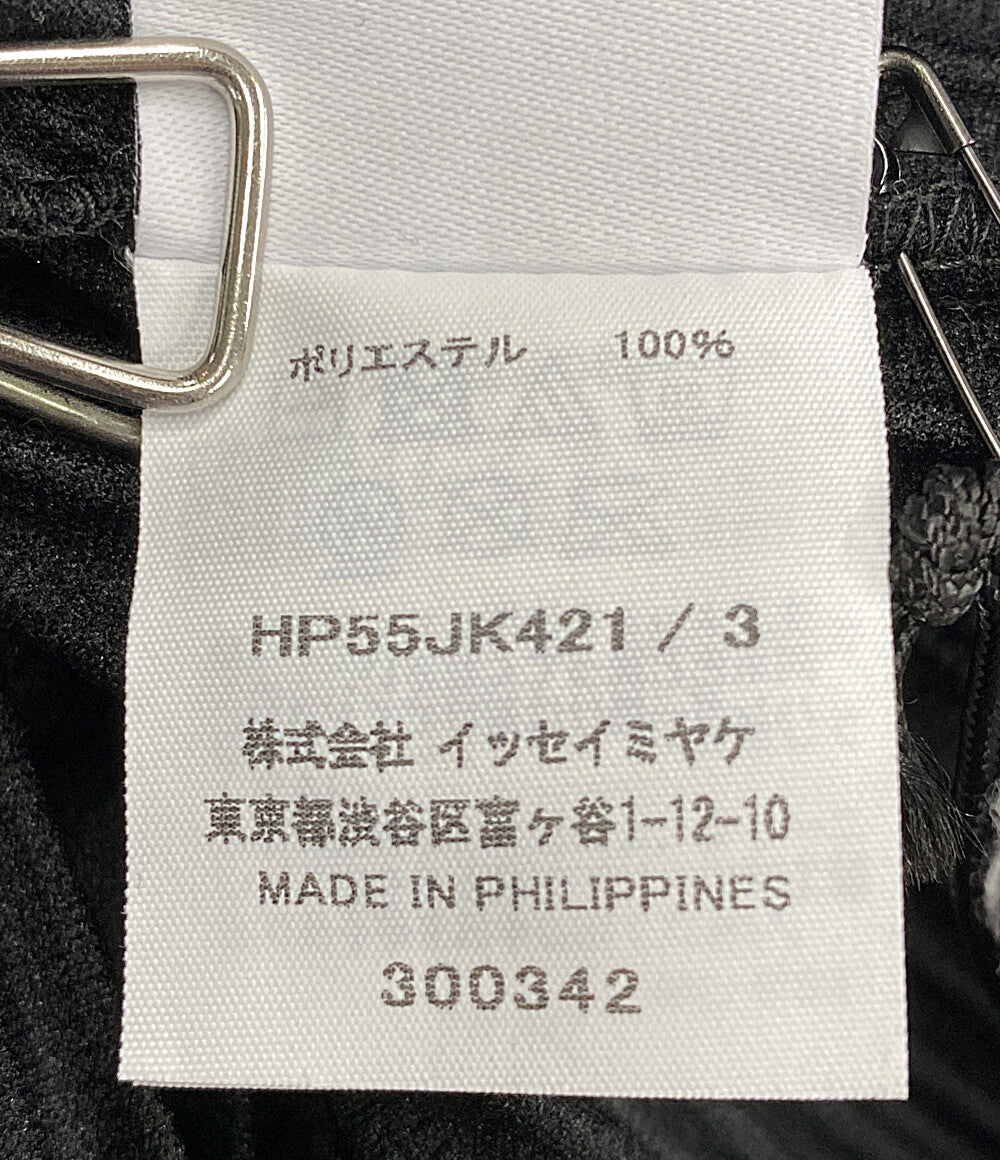 ポリエステル 100%
HP55JK421 / 3
株式会社 イッセイミヤケ
東京都渋谷区富ヶ谷1-12-10
MADE IN PHILIPPINES
300342